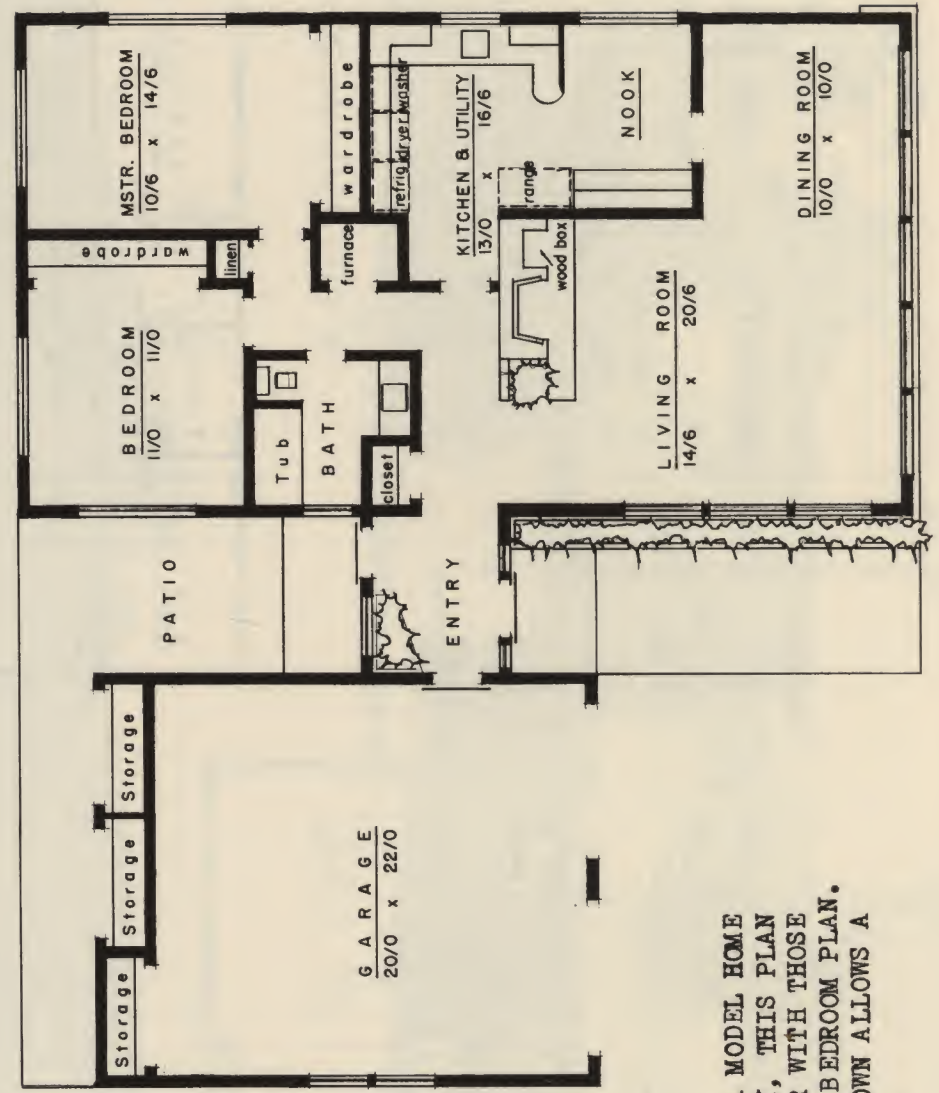 MSTR. BEDROOM
10/6 x 14/6
wardrobe
wardrobe
linen
BEDROOM
11/0 x 11/0
furnace
refrig
dryer
washer
KITCHEN & UTILITY
13/0 x 16/6
range
NOOK
DINING ROOM
10/0 x 10/0
wood box
LIVING ROOM
14/6 x 20/6
Tub
BATH
closet
PATIO
ENTRY
Storage
Storage
Storage
GARAGE
20/0 x 22/0
MODEL HOME
, THIS PLAN
WITH THOSE
BEDROOM PLAN.
OWN ALLOWS A